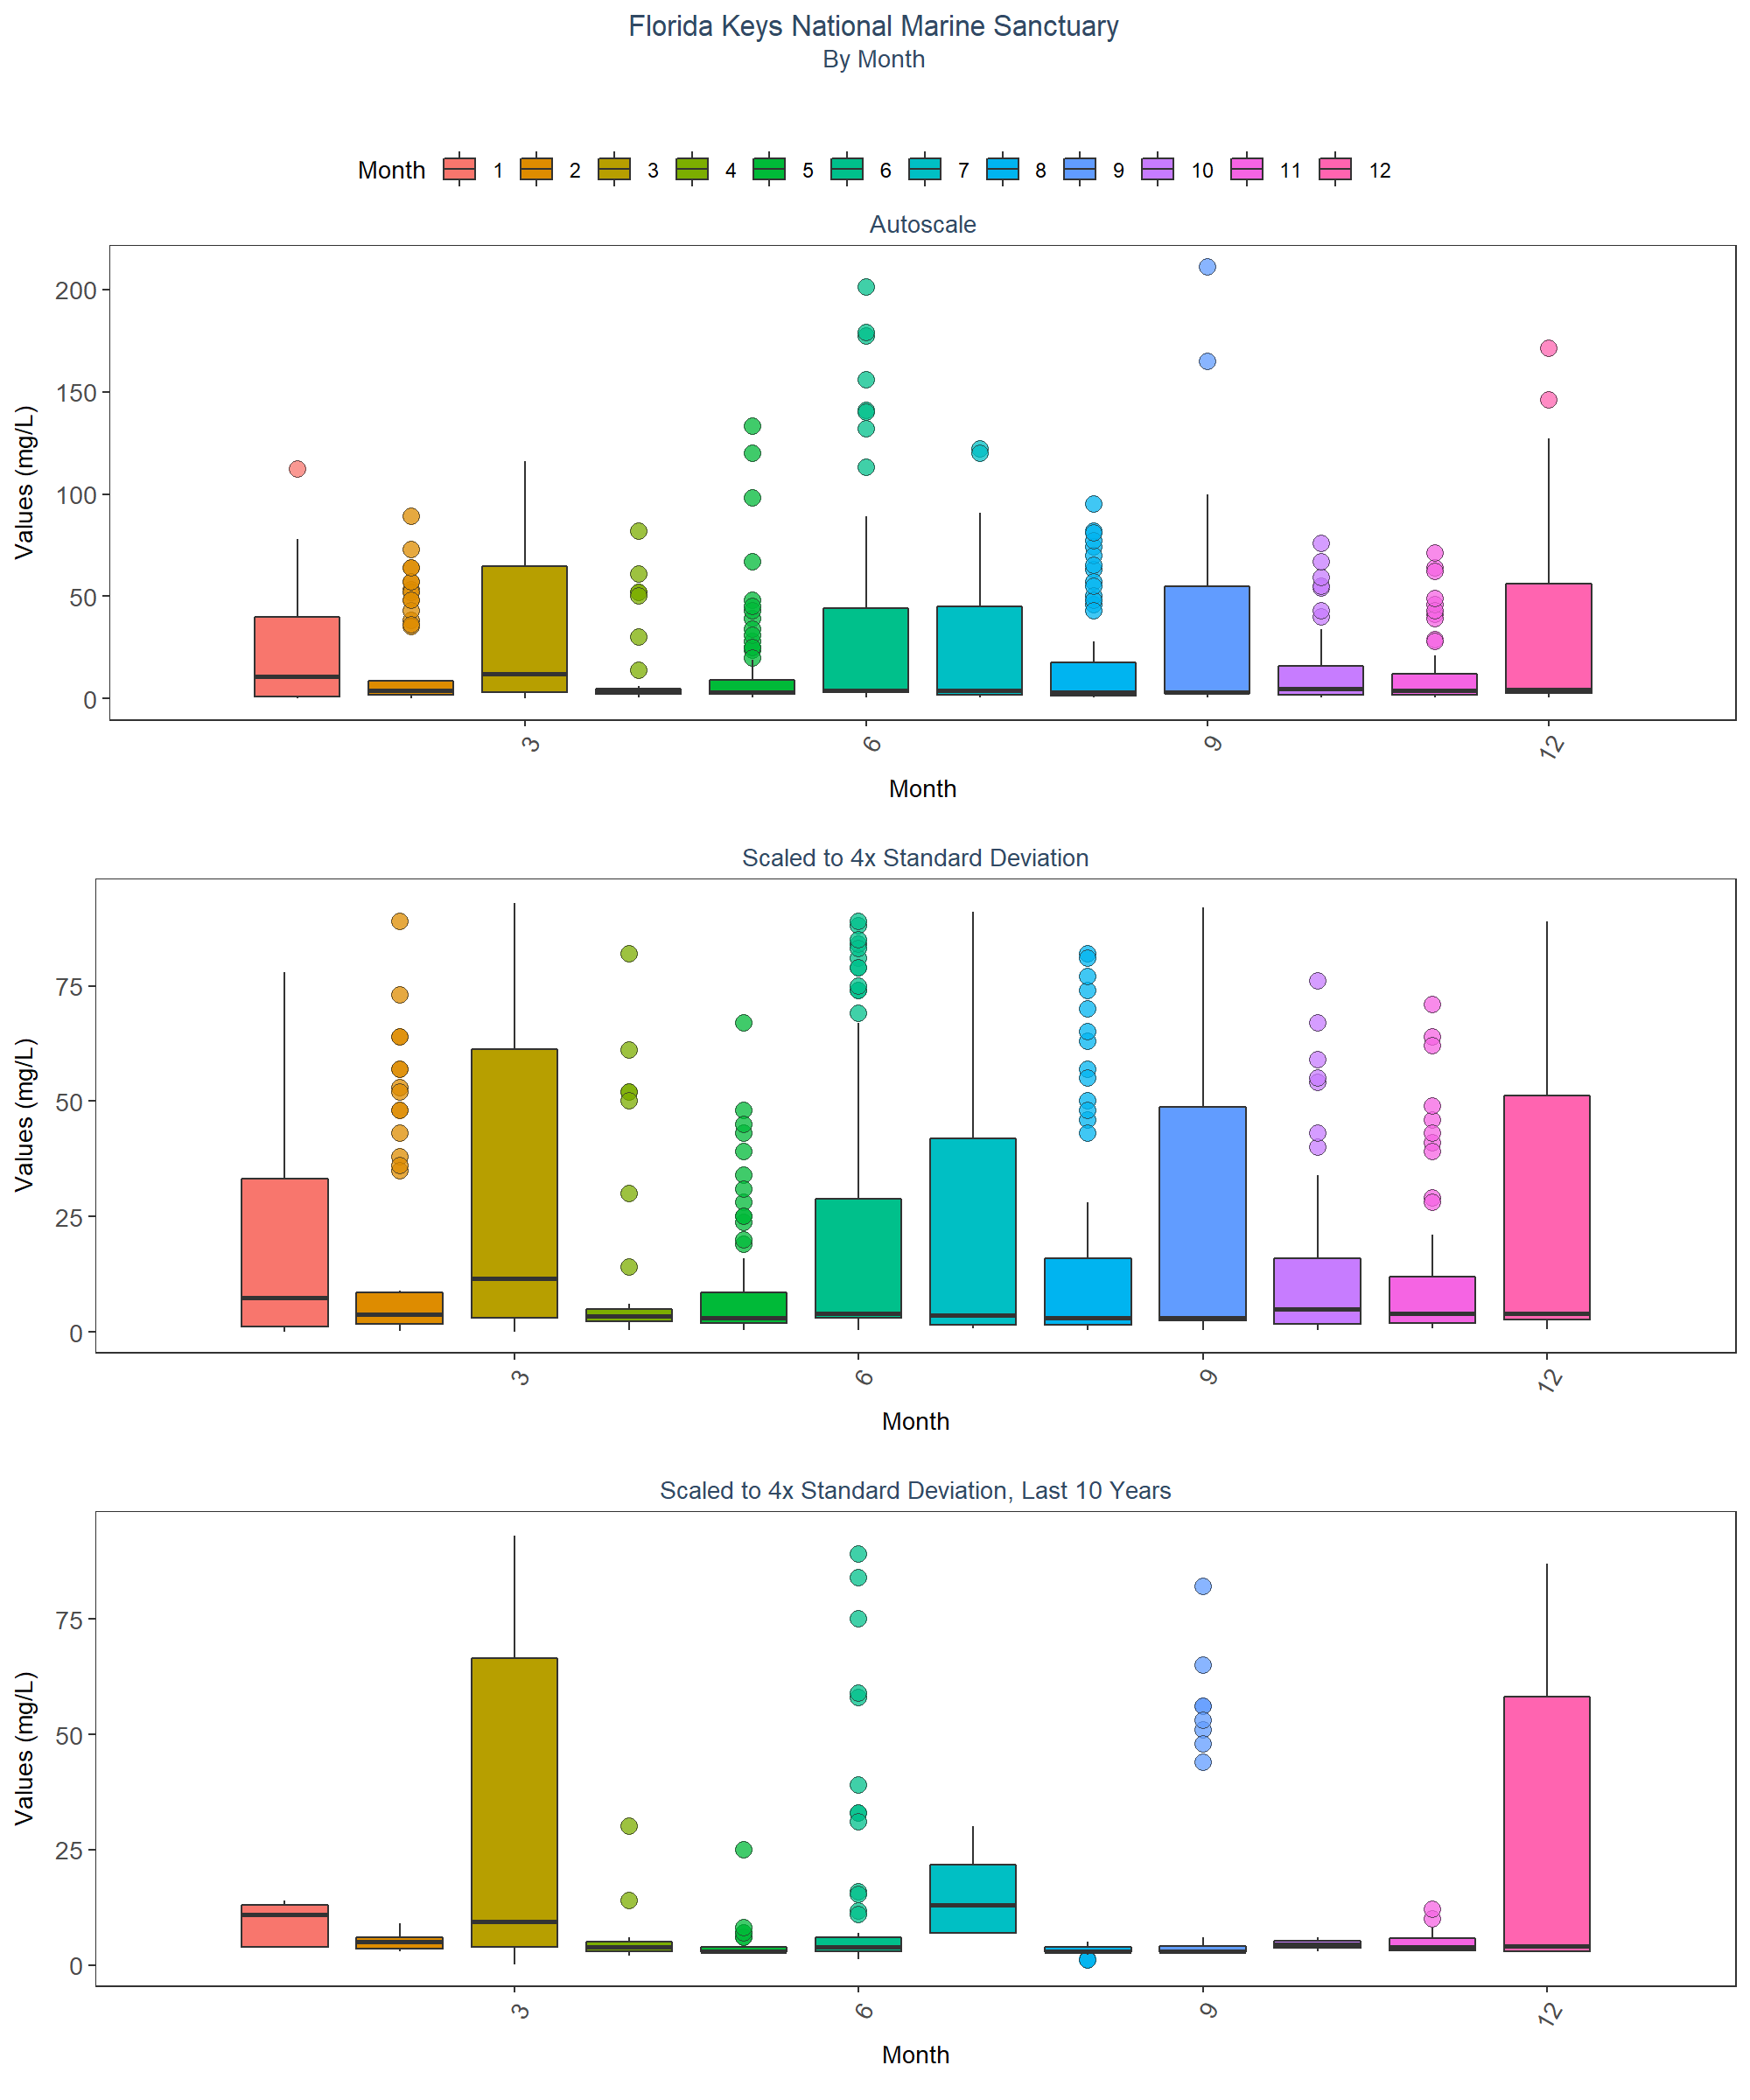 Florida Keys National Marine Sanctuary
By Month
Month 1 2 3 4 5 6 7 8 9 10 11 12
Autoscale
Values (mg/L)
200
150
100
50
0
3 6 9 12
Month
Scaled to 4x Standard Deviation
Values (mg/L)
75
50
25
0
3 6 9 12
Month
Scaled to 4x Standard Deviation, Last 10 Years
Values (mg/L)
75
50
25
0
3 6 9 12
Month